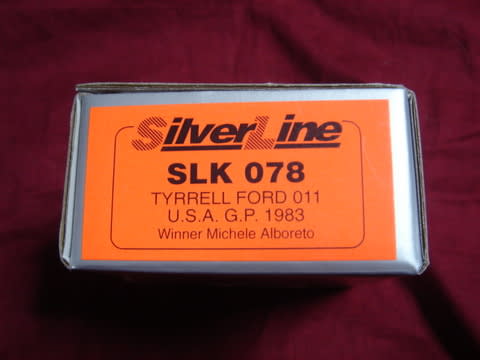 SilverLine
SLK 078
TYRRELL FORD 011
U.S.A. G.P. 1983
Winner Michele Alboreto